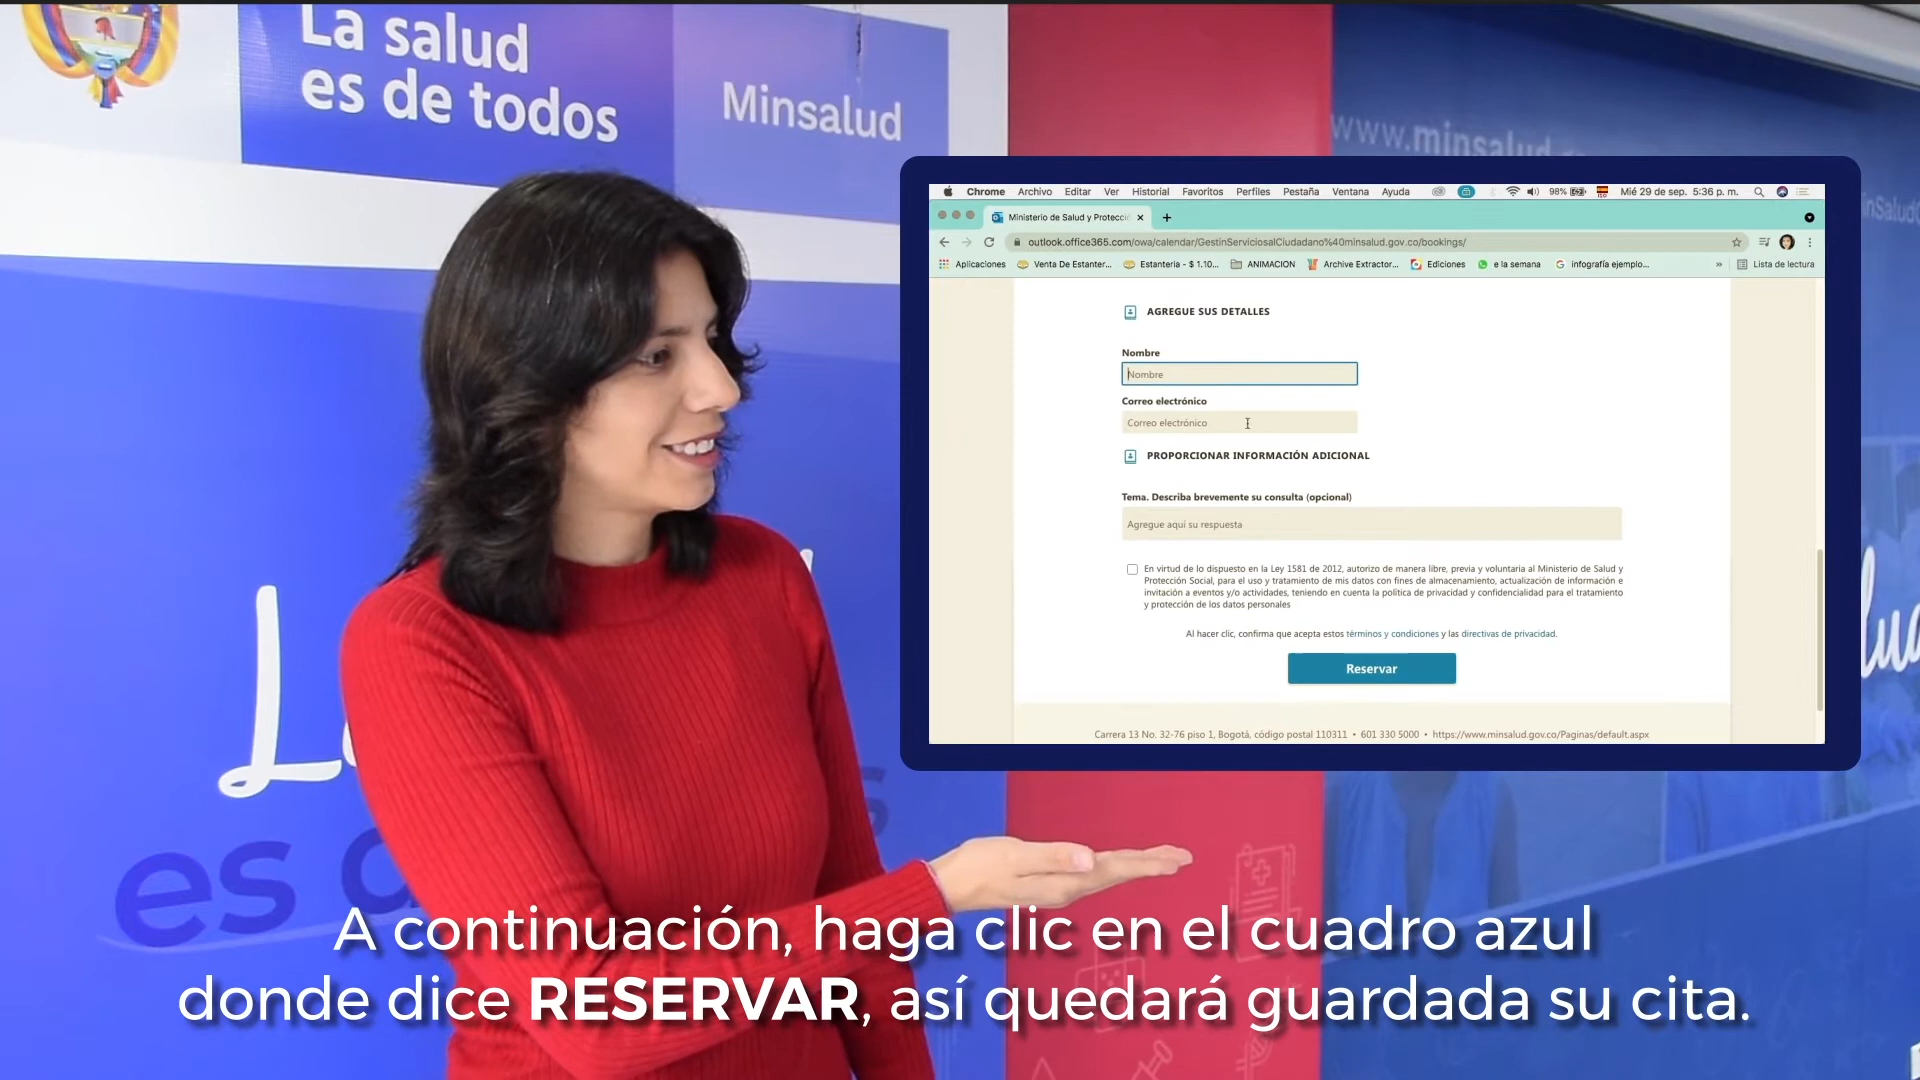 La salud
es de todos
Minsalud
www.minsalud
Chrome Archivo Editar Ver Historial Favoritos Perfiles Pestaña Ventana Ayuda 98% Mié 29 de sep. 5:36 p. m.
Ministerio de Salud y Protecci
outlook.office365.com/owa/calendar/GestinServiciosalCiudadano%40minsalud.gov.co/bookings/
Aplicaciones Venta De Estanter... Estanteria - $ 1.10... ANIMACION Archive Extractor... Ediciones e la semana infografía ejemplo... » Lista de lectura
AGREGUE SUS DETALLES
Nombre
Nombre
Correo electrónico
Correo electrónico
PROPORCIONAR INFORMACIÓN ADICIONAL
Tema. Describa brevemente su consulta (opcional)
Agregue aquí su respuesta
En virtud de lo dispuesto en la Ley 1581 de 2012, autorizo de manera libre, previa y voluntaria al Ministerio de Salud y
Protección Social, para el uso y tratamiento de mis datos con fines de almacenamiento, actualización de información e
invitación a eventos y/o actividades, teniendo en cuenta la política de privacidad y confidencialidad para el tratamiento
y protección de los datos personales
Al hacer clic, confirma que acepta estos términos y condiciones y las directivas de privacidad.
Reservar
Carrera 13 No. 32-76 piso 1, Bogotá, código postal 110311 • 601 330 5000 • https://www.minsalud.gov.co/Paginas/default.aspx
es
A continuación, haga clic en el cuadro azul
donde dice RESERVAR, así quedará guardada su cita.